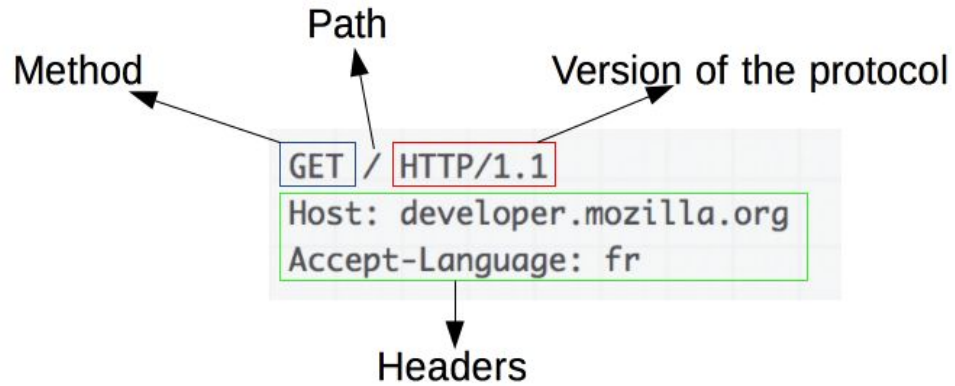 Path
Method
Version of the protocol
GET / HTTP/1.1
Host: developer.mozilla.org
Accept-Language: fr
Headers